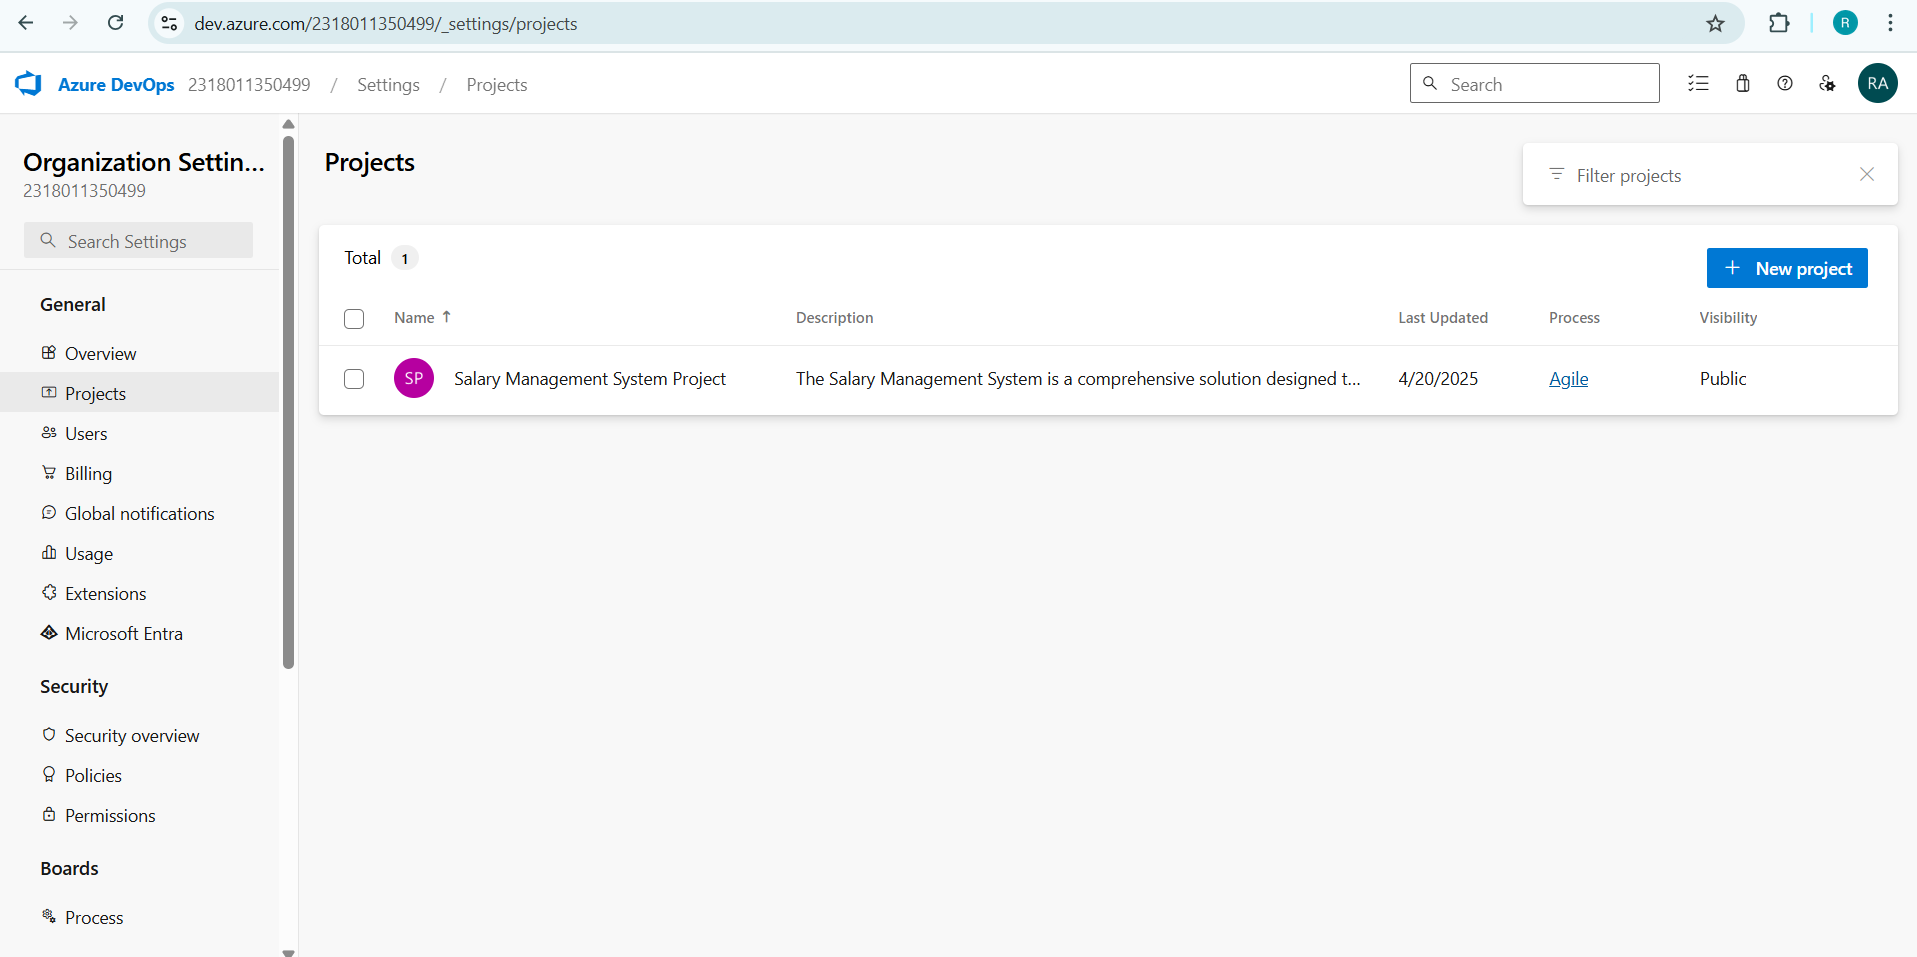 dev.azure.com/2318011350499/_settings/projects
R
Azure DevOps 2318011350499 / Settings / Projects
Search
RA
Organization Settin...
2318011350499
Search Settings
General
Overview
Projects
Users
Billing
Global notifications
Usage
Extensions
Microsoft Entra
Security
Security overview
Policies
Permissions
Boards
Process
Projects
Filter projects
Total 1
New project
Name Description Last Updated Process Visibility
SP Salary Management System Project The Salary Management System is a comprehensive solution designed t... 4/20/2025 Agile Public